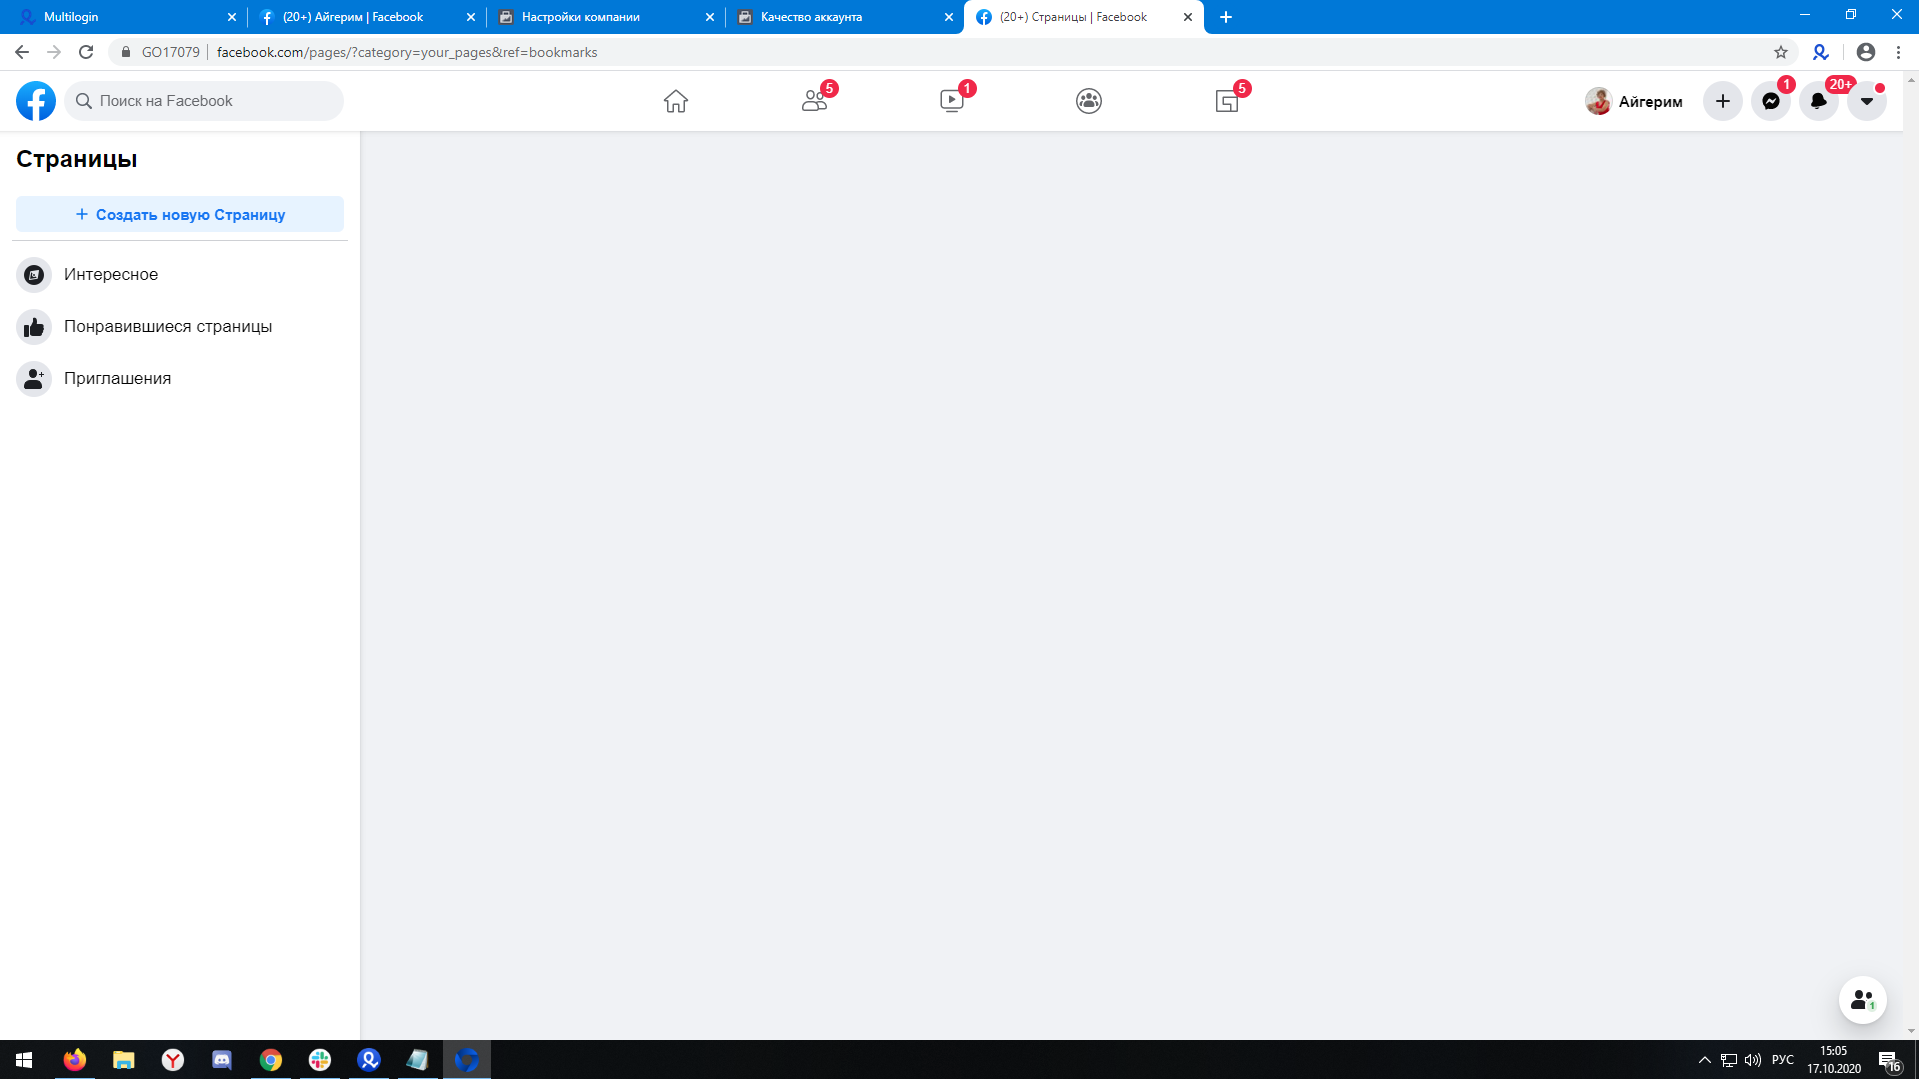 Multilogin
(20+) Айгерим | Facebook
Настройки компании
Качество аккаунта
(20+) Страницы | Facebook
GO17079
facebook.com/pages/?category=your_pages&ref=bookmarks
Поиск на Facebook
5
1
5
Айгерим
1
20+
Страницы
+ Создать новую Страницу
Интересное
Понравившиеся страницы
Приглашения
1
РУС
15:05
17.10.2020
16